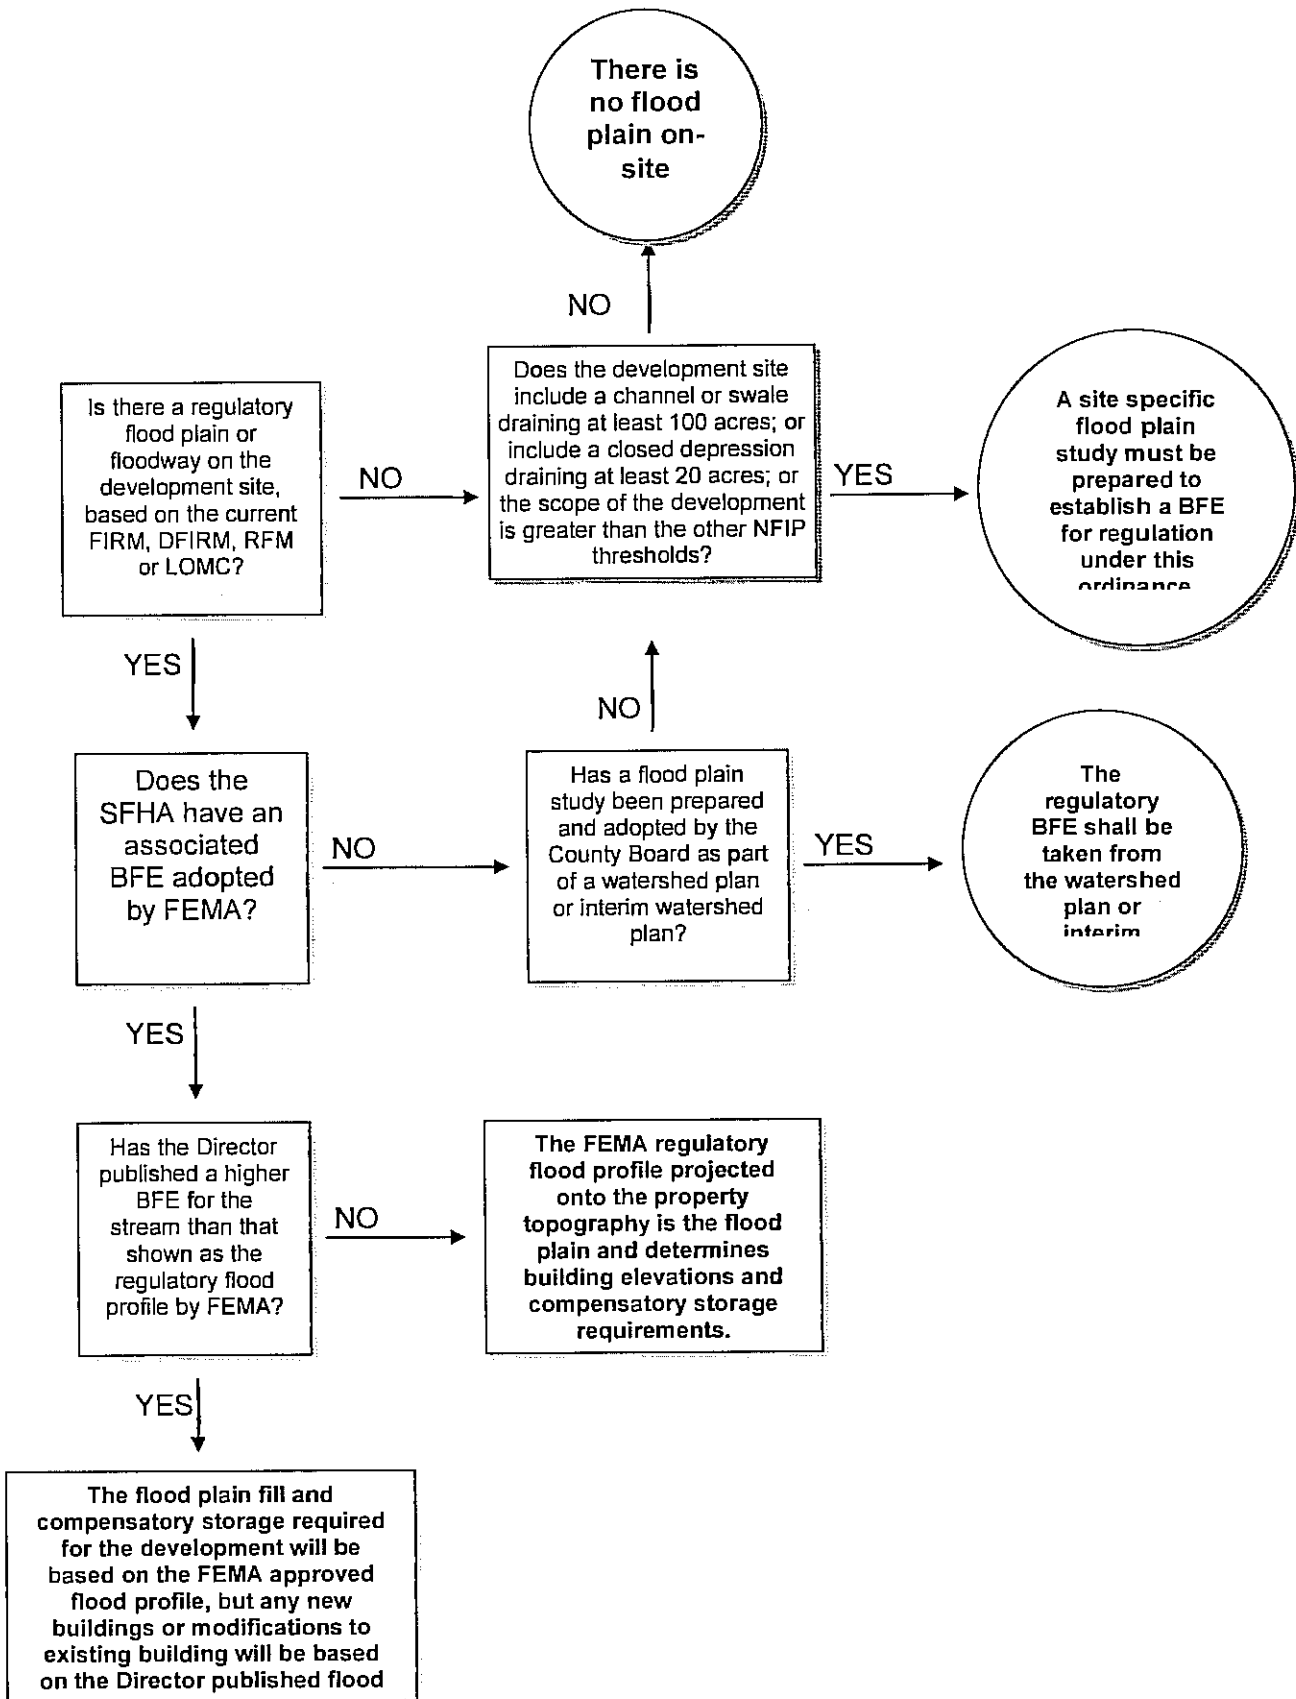 There is
no flood
plain on-
site
NO
Is there a regulatory
flood plain or
floodway on the
development site,
based on the current
FIRM, DFIRM, RFM
or LOMC?
NO
Does the development site
include a channel or swale
draining at least 100 acres; or
include a closed depression
draining at least 20 acres; or
the scope of the development
is greater than the other NFIP
thresholds?
YES
A site specific
flood plain
study must be
prepared to
establish a BFE
for regulation
under this
ordinance
YES
NO
Does the
SFHA have an
associated
BFE adopted
by FEMA?
NO
Has a flood plain
study been prepared
and adopted by the
County Board as part
of a watershed plan
or interim watershed
plan?
YES
The
regulatory
BFE shall be
taken from
the watershed
plan or
interim
YES
Has the Director
published a higher
BFE for the
stream than that
shown as the
regulatory flood
profile by FEMA?
NO
The FEMA regulatory
flood profile projected
onto the property
topography is the flood
plain and determines
building elevations and
compensatory storage
requirements.
YES
The flood plain fill and
compensatory storage required
for the development will be
based on the FEMA approved
flood profile, but any new
buildings or modifications to
existing building will be based
on the Director published flood